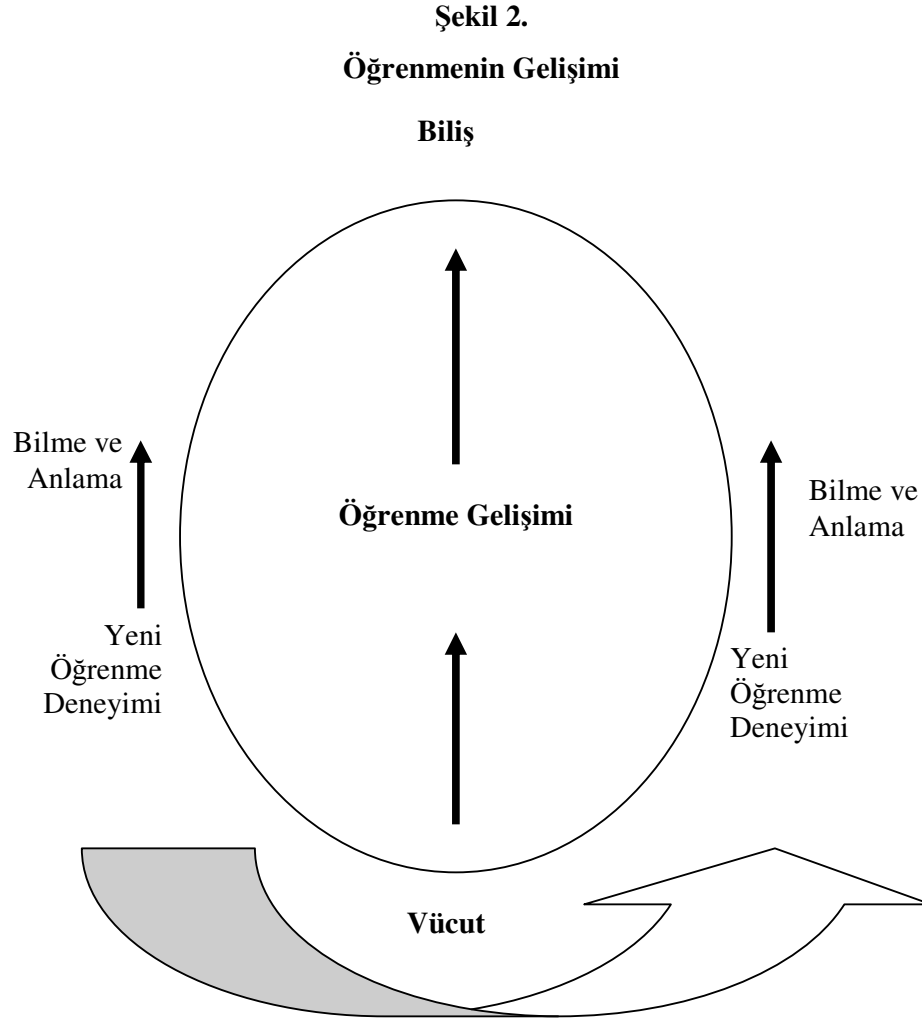 Şekil 2.
Öğrenmenin Gelişimi
Biliş
Bilme ve
Anlama
Bilme ve
Anlama
Öğrenme Gelişimi
Yeni
Öğrenme
Deneyimi
Yeni
Öğrenme
Deneyimi
Vücut